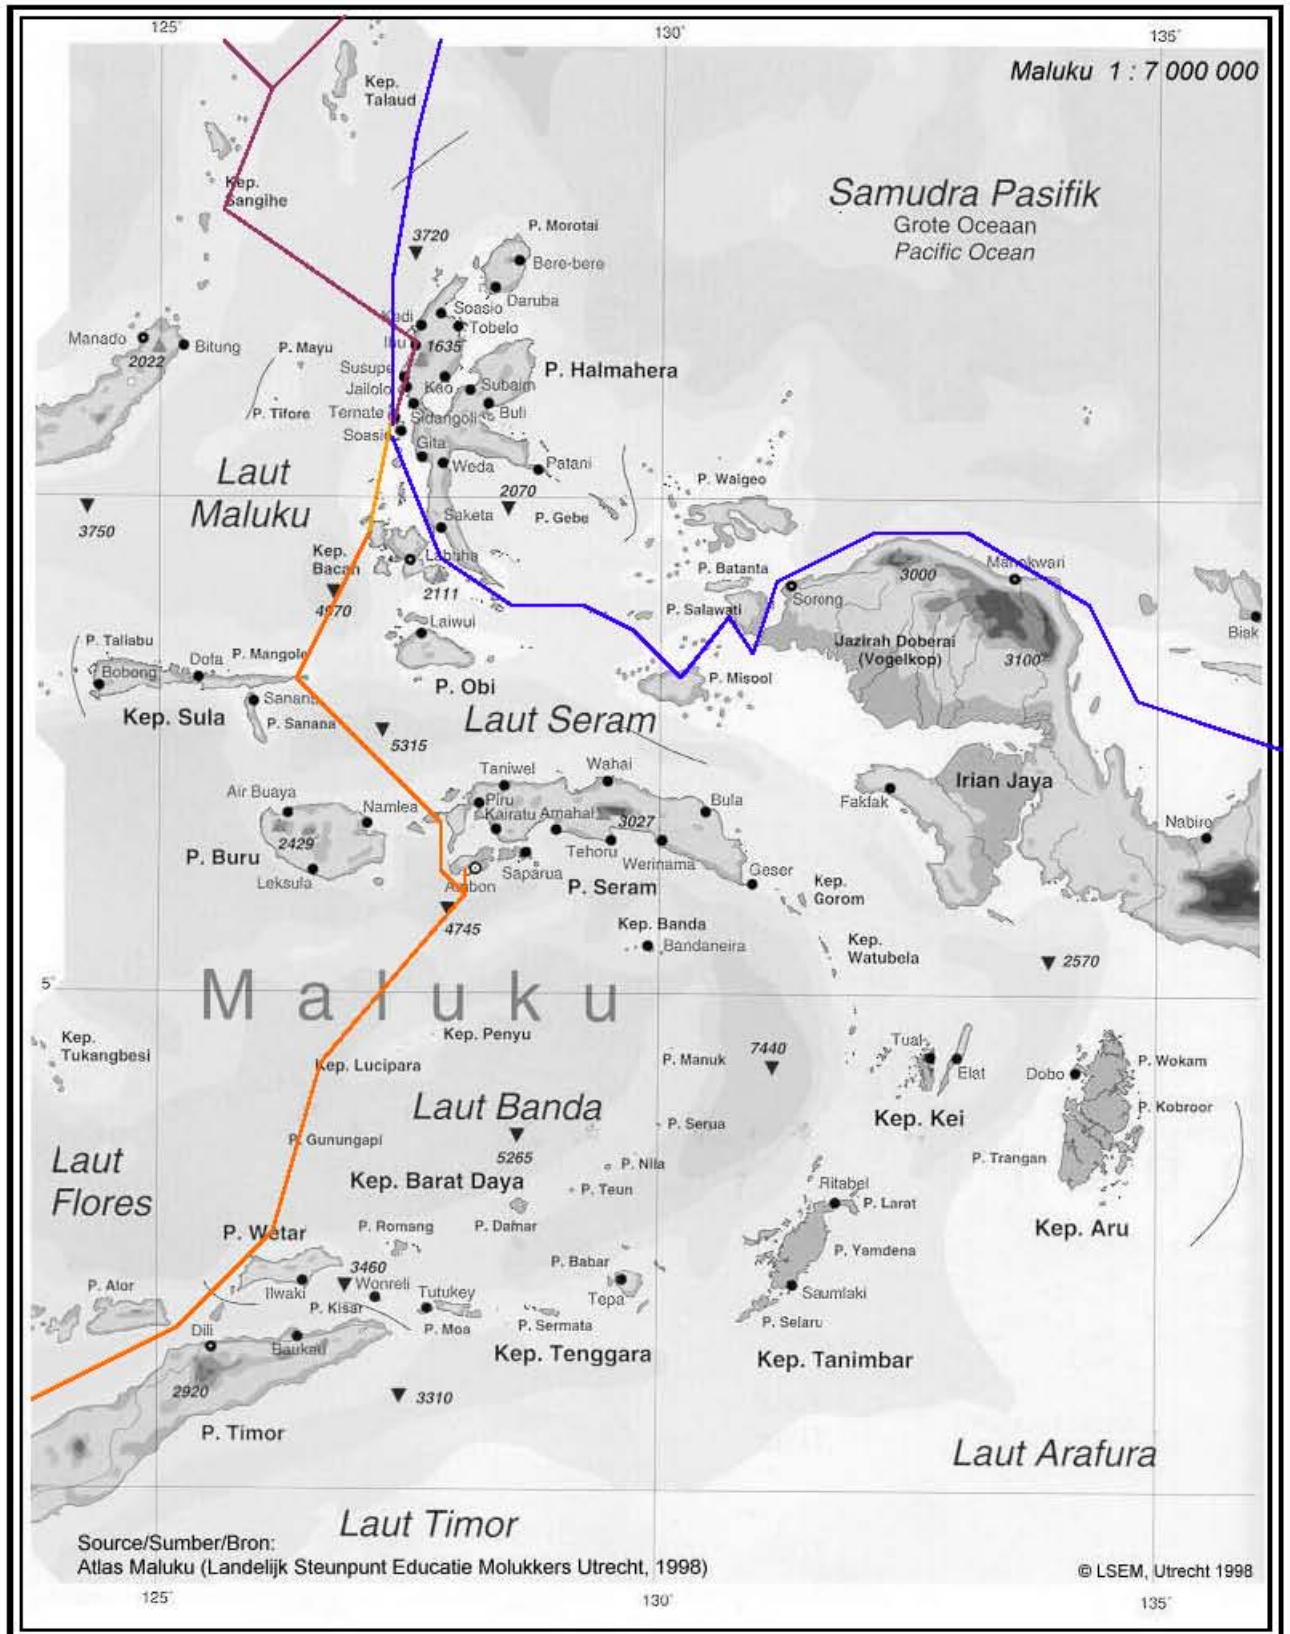 125°
130°
135°
Maluku 1 : 7 000 000
Kep.
Talaud
Kep.
Sangihe
Samudra Pasifik
Grote Oceaan
Pacific Ocean
P. Morotai
3720
Bere-bere
Daruba
Soasio
Kedi
Tobelo
Ibu
1635
Manado
2022
Bitung
P. Mayu
Susupu
P. Halmahera
Jailolo
Kao
Subaim
P. Tifore
Ternate
Sidangoli
Buli
Soasio
Gita
Weda
Patani
Laut
Maluku
2070
P. Gebe
P. Waigeo
3750
Saketa
Kep.
Bacan
Labuha
4970
2111
P. Batanta
3000
Manokwari
Sorong
P. Salawati
Laiwui
Biak
P. Taliabu
Dofa
P. Mangole
Bobong
Jazirah Doberai
(Vogelkop)
3100
P. Misool
P. Obi
Sanana
Kep. Sula
P. Sanana
Laut Seram
5315
Taniwel
Wahai
Irian Jaya
Air Buaya
Namlea
Piru
Bula
Fakfak
Kairatu
Amahai
3027
Nabire
2429
P. Buru
Tehoru
Werinama
Leksula
Ambon
Saparua
P. Seram
Geser
Kep.
Gorom
4745
Kep. Banda
Bandaneira
Kep.
Watubela
2570
5°
Maluku
Kep.
Tukangbesi
Kep. Penyu
Kep. Lucipara
P. Manuk
7440
Tual
Elat
Dobo
P. Wokam
Laut Banda
Kep. Kei
P. Kobroor
P. Serua
P. Gunungapi
5265
Laut
Flores
Kep. Barat Daya
P. Nila
P. Trangan
P. Teun
Ritabel
P. Larat
P. Wetar
P. Romang
P. Damar
Kep. Aru
P. Yamdena
P. Babar
3460
P. Alor
Ilwaki
Wonreli
Tutukey
Tepa
Saumlaki
P. Kisar
P. Moa
P. Sermata
P. Selaru
Dili
Baukau
Kep. Tenggara
Kep. Tanimbar
2920
3310
P. Timor
Laut Arafura
Laut Timor
Source/Sumber/Bron:
Atlas Maluku (Landelijk Steunpunt Educatie Molukkers Utrecht, 1998)
© LSEM, Utrecht 1998
125°
130°
135°